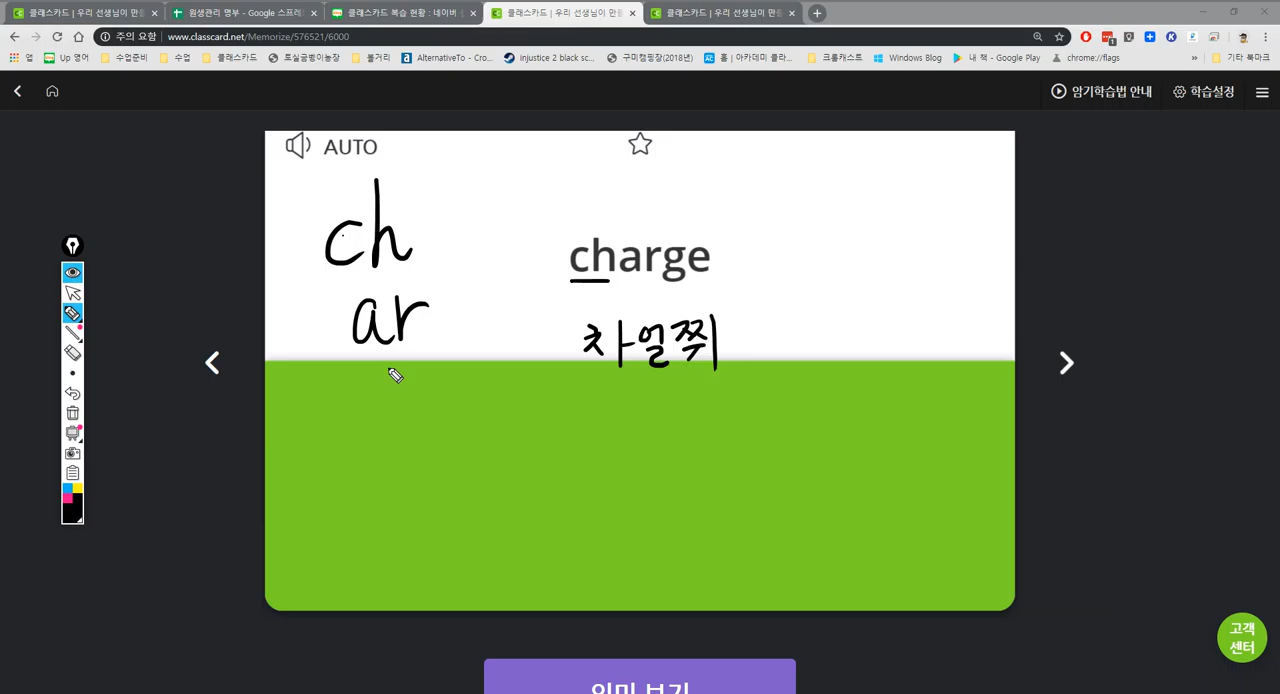 클래스카드 | 우리 선생님이 만든
원생관리 명부 - Google 스프레
클래스카드 복습 현황 : 네이버
클래스카드 | 우리 선생님이 만든
클래스카드 | 우리 선생님이 만든
주의 요함 | www.classcard.net/Memorize/576521/6000
앱 Up 영어 수업준비 수업 클래스카드 토실공벙이농장 볼거리 AlternativeTo - Cro... Injustice 2 black sc... 구미캠핑장(2018년) 홈 | 아카데미 클라... 크롬캐스트 Windows Blog 내 책 - Google Play chrome://flags » 기타 북마크
암기학습법 안내 학습설정
AUTO
ch
charge
ar
차얼쮜
고객
센터
의미 보기